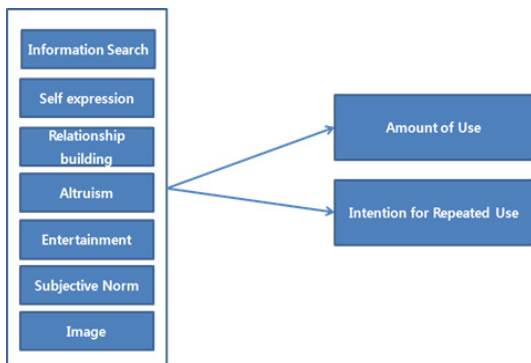 Information Search
Self expression
Relationship
building
Altruism
Entertainment
Subjective Norm
Image
Amount of Use
Intention for Repeated Use